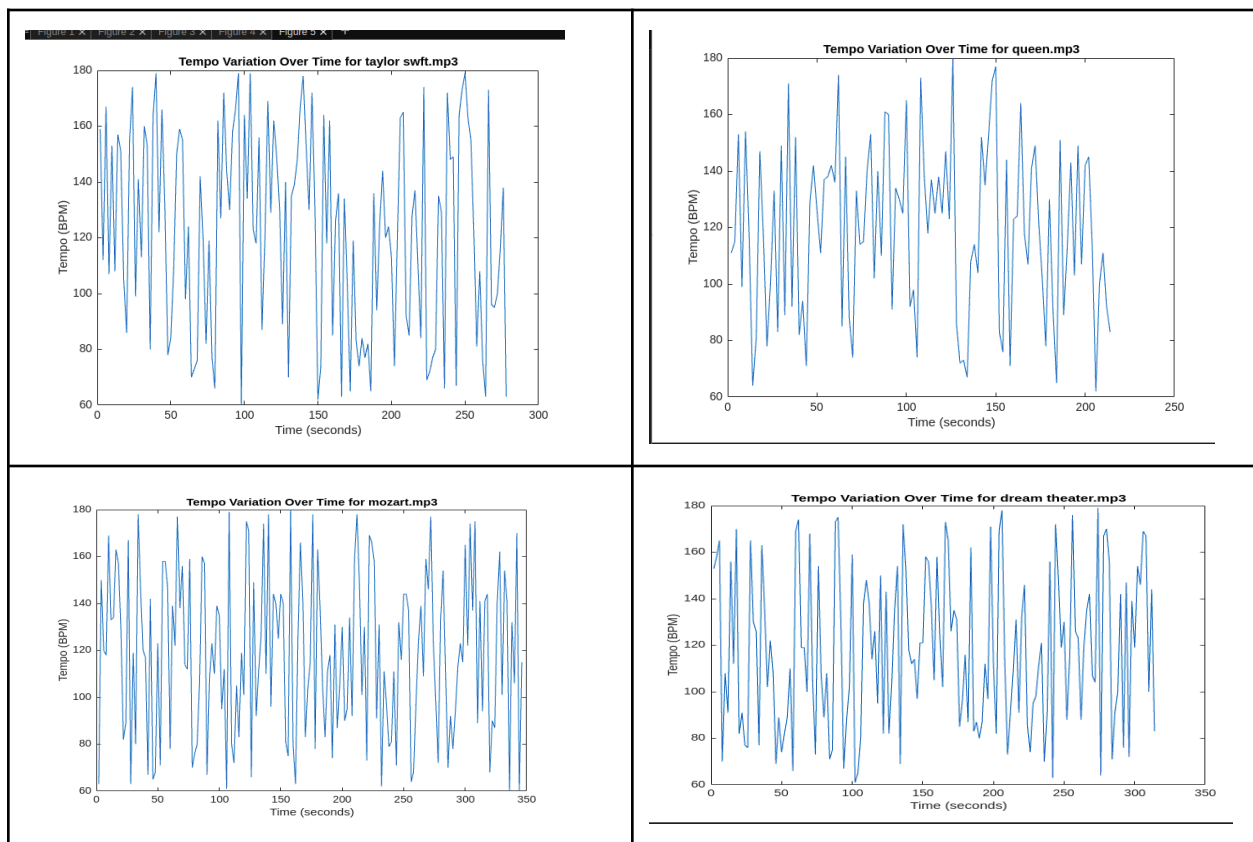 Figure 1 × Figure 2 × Figure 3 × Figure 4 × Figure 5 × +
Tempo Variation Over Time for taylor swft.mp3
180
160
140
120
100
80
60
Tempo (BPM)
0 50 100 150 200 250 300
Time (seconds)
Tempo Variation Over Time for queen.mp3
180
160
140
120
100
80
60
Tempo (BPM)
0 50 100 150 200 250
Time (seconds)
Tempo Variation Over Time for mozart.mp3
180
160
140
120
100
80
60
Tempo (BPM)
0 50 100 150 200 250 300 350
Time (seconds)
Tempo Variation Over Time for dream theater.mp3
180
160
140
120
100
80
60
Tempo (BPM)
0 50 100 150 200 250 300 350
Time (seconds)